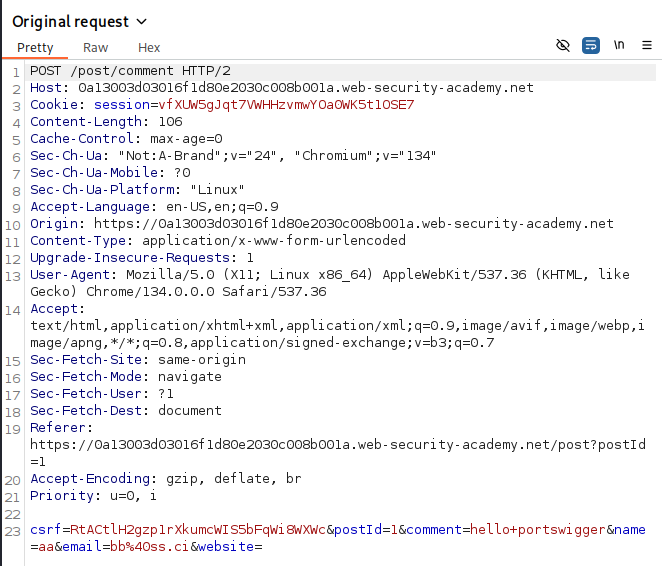 Original request
Pretty Raw Hex \n
1 POST /post/comment HTTP/2
2 Host: 0a13003d03016f1d80e2030c008b001a.web-security-academy.net
3 Cookie: session=vfXUW5gJqt7VWHHzvmwYOa0WK5t1OSE7
4 Content-Length: 106
5 Cache-Control: max-age=0
6 Sec-Ch-Ua: "Not:A-Brand";v="24", "Chromium";v="134"
7 Sec-Ch-Ua-Mobile: ?0
8 Sec-Ch-Ua-Platform: "Linux"
9 Accept-Language: en-US,en;q=0.9
10 Origin: https://0a13003d03016f1d80e2030c008b001a.web-security-academy.net
11 Content-Type: application/x-www-form-urlencoded
12 Upgrade-Insecure-Requests: 1
13 User-Agent: Mozilla/5.0 (X11; Linux x86_64) AppleWebKit/537.36 (KHTML, like
Gecko) Chrome/134.0.0.0 Safari/537.36
14 Accept:
text/html,application/xhtml+xml,application/xml;q=0.9,image/avif,image/webp,i
mage/apng,*/*;q=0.8,application/signed-exchange;v=b3;q=0.7
15 Sec-Fetch-Site: same-origin
16 Sec-Fetch-Mode: navigate
17 Sec-Fetch-User: ?1
18 Sec-Fetch-Dest: document
19 Referer:
https://0a13003d03016f1d80e2030c008b001a.web-security-academy.net/post?postId
=1
20 Accept-Encoding: gzip, deflate, br
21 Priority: u=0, i
22
23 csrf=RtACtlH2gzp1rXkumcWIS5bFqWi8WXWc&postId=1&comment=hello+portswigger&name
=aa&email=bb%40ss.ci&website=